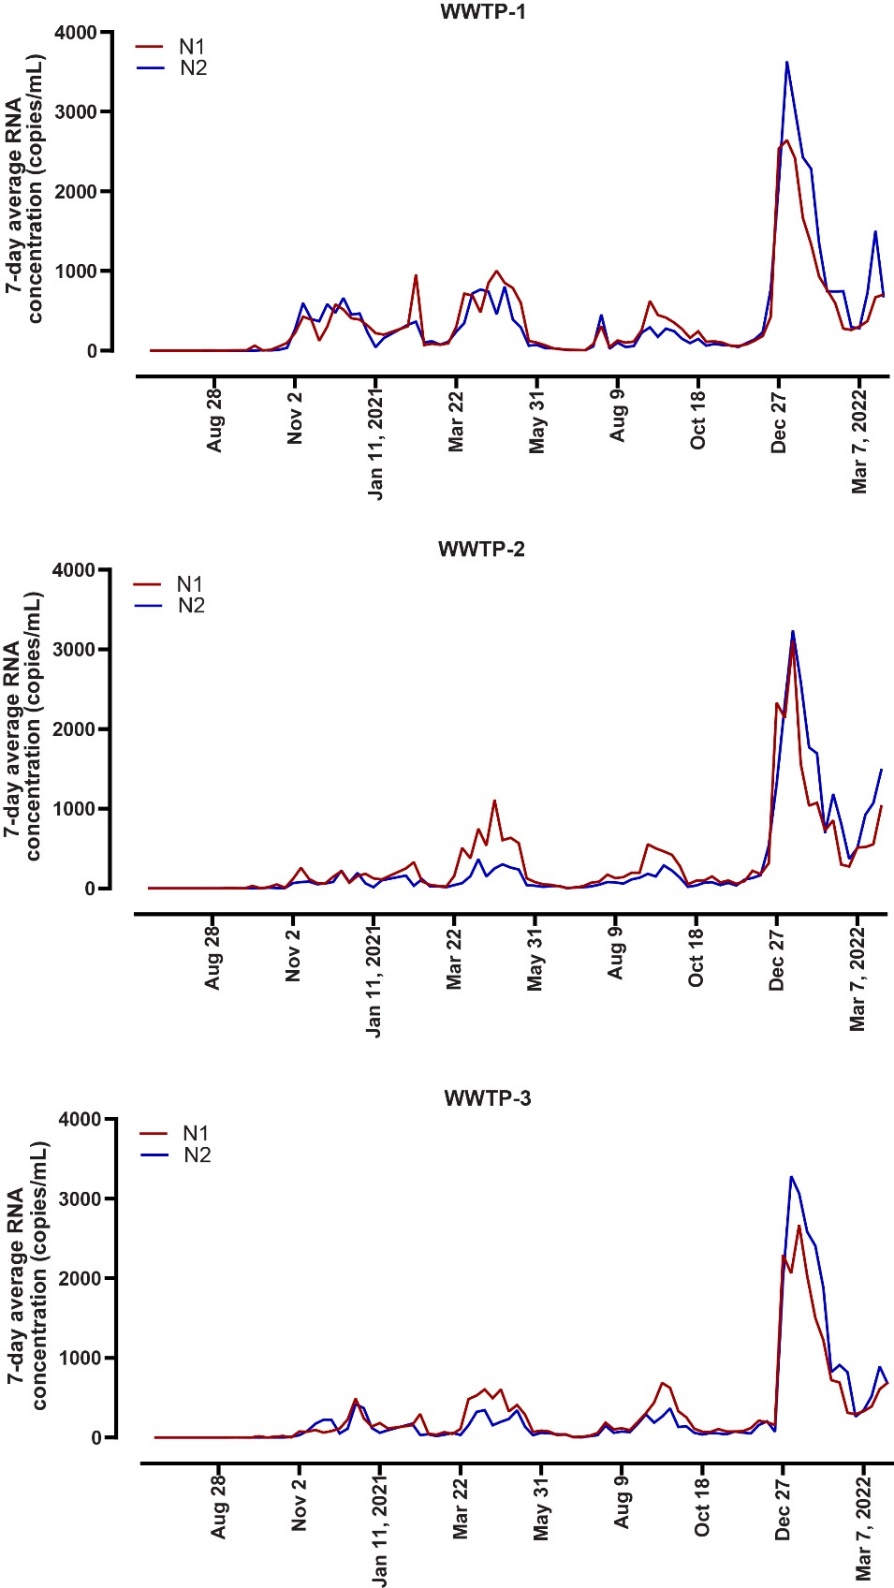 WWTP-1
7-day average RNA
concentration (copies/mL)
4000
3000
2000
1000
0
N1
N2
Aug 28
Nov 2
Jan 11, 2021
Mar 22
May 31
Aug 9
Oct 18
Dec 27
Mar 7, 2022
WWTP-2
7-day average RNA
concentration (copies/mL)
4000
3000
2000
1000
0
N1
N2
Aug 28
Nov 2
Jan 11, 2021
Mar 22
May 31
Aug 9
Oct 18
Dec 27
Mar 7, 2022
WWTP-3
7-day average RNA
concentration (copies/mL)
4000
3000
2000
1000
0
N1
N2
Aug 28
Nov 2
Jan 11, 2021
Mar 22
May 31
Aug 9
Oct 18
Dec 27
Mar 7, 2022